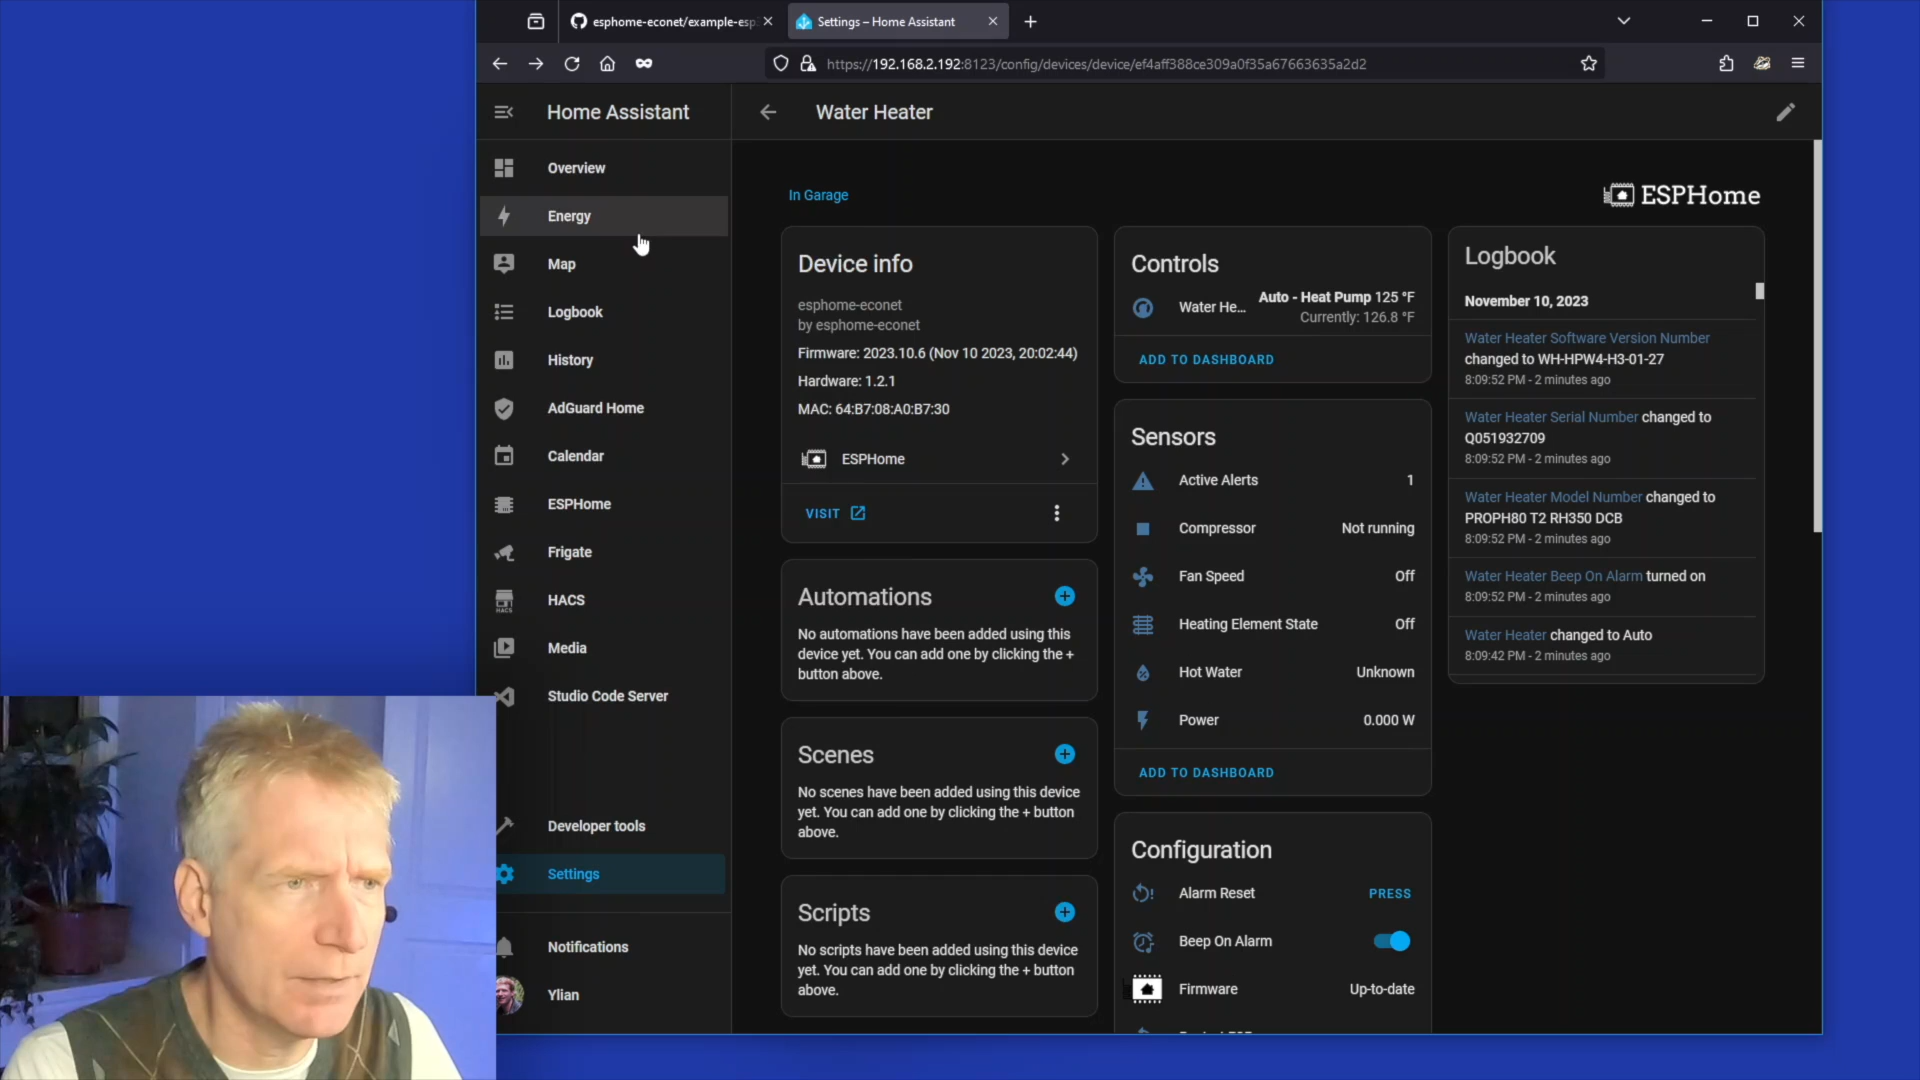 esphome-econet/example-esp
Settings – Home Assistant
https://192.168.2.192:8123/config/devices/device/ef4aff388ce309a0f35a67663635a2d2
Home Assistant
Overview
Energy
Map
Logbook
History
AdGuard Home
Calendar
ESPHome
Frigate
HACS
HACS
Media
Studio Code Server
Developer tools
Settings
Notifications
Ylian
Water Heater
In Garage
ESPHome
Device info
esphome-econet
by esphome-econet
Firmware: 2023.10.6 (Nov 10 2023, 20:02:44)
Hardware: 1.2.1
MAC: 64:B7:08:A0:B7:30
ESPHome
VISIT
Automations
No automations have been added using this
device yet. You can add one by clicking the +
button above.
Scenes
No scenes have been added using this device
yet. You can add one by clicking the + button
above.
Scripts
No scripts have been added using this device
yet. You can add one by clicking the + button
above.
Controls
Water He... Auto - Heat Pump 125 °F
Currently: 126.8 °F
ADD TO DASHBOARD
Sensors
Active Alerts 1
Compressor Not running
Fan Speed Off
Heating Element State Off
Hot Water Unknown
Power 0.000 W
ADD TO DASHBOARD
Configuration
Alarm Reset PRESS
Beep On Alarm
Firmware Up-to-date
Logbook
November 10, 2023
Water Heater Software Version Number
changed to WH-HPW4-H3-01-27
8:09:52 PM - 2 minutes ago
Water Heater Serial Number changed to
Q051932709
8:09:52 PM - 2 minutes ago
Water Heater Model Number changed to
PROPH80 T2 RH350 DCB
8:09:52 PM - 2 minutes ago
Water Heater Beep On Alarm turned on
8:09:52 PM - 2 minutes ago
Water Heater changed to Auto
8:09:42 PM - 2 minutes ago